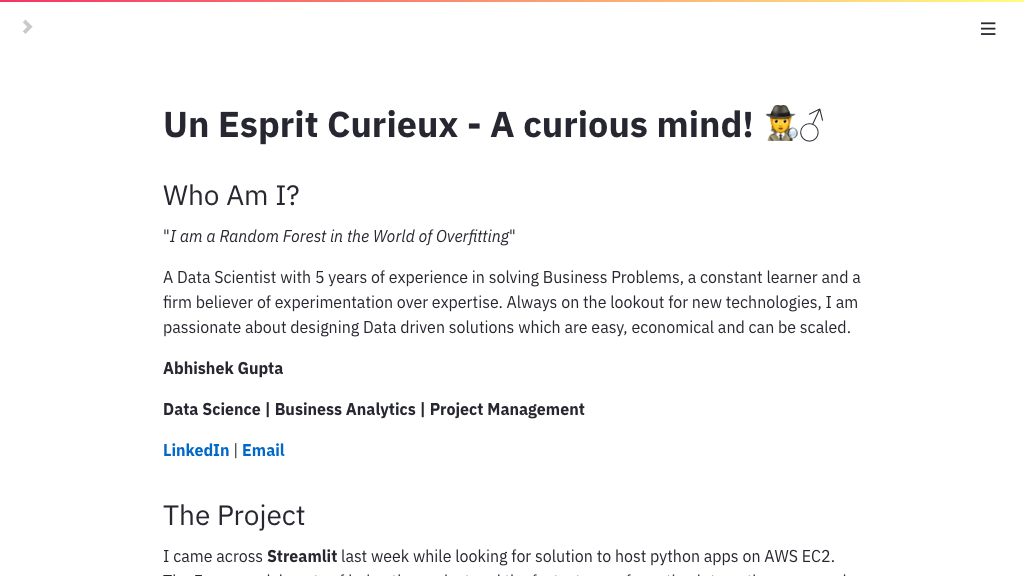 Un Esprit Curieux - A curious mind! 🕵️‍♂
Who Am I?
"I am a Random Forest in the World of Overfitting"
A Data Scientist with 5 years of experience in solving Business Problems, a constant learner and a
firm believer of experimentation over expertise. Always on the lookout for new technologies, I am
passionate about designing Data driven solutions which are easy, economical and can be scaled.
Abhishek Gupta
Data Science | Business Analytics | Project Management
LinkedIn | Email
The Project
I came across Streamlit last week while looking for solution to host python apps on AWS EC2.